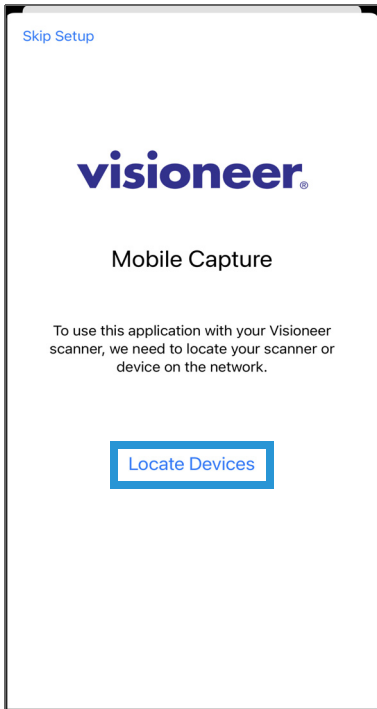 Skip Setup
visioneer®
Mobile Capture
To use this application with your Visioneer
scanner, we need to locate your scanner or
device on the network.
Locate Devices